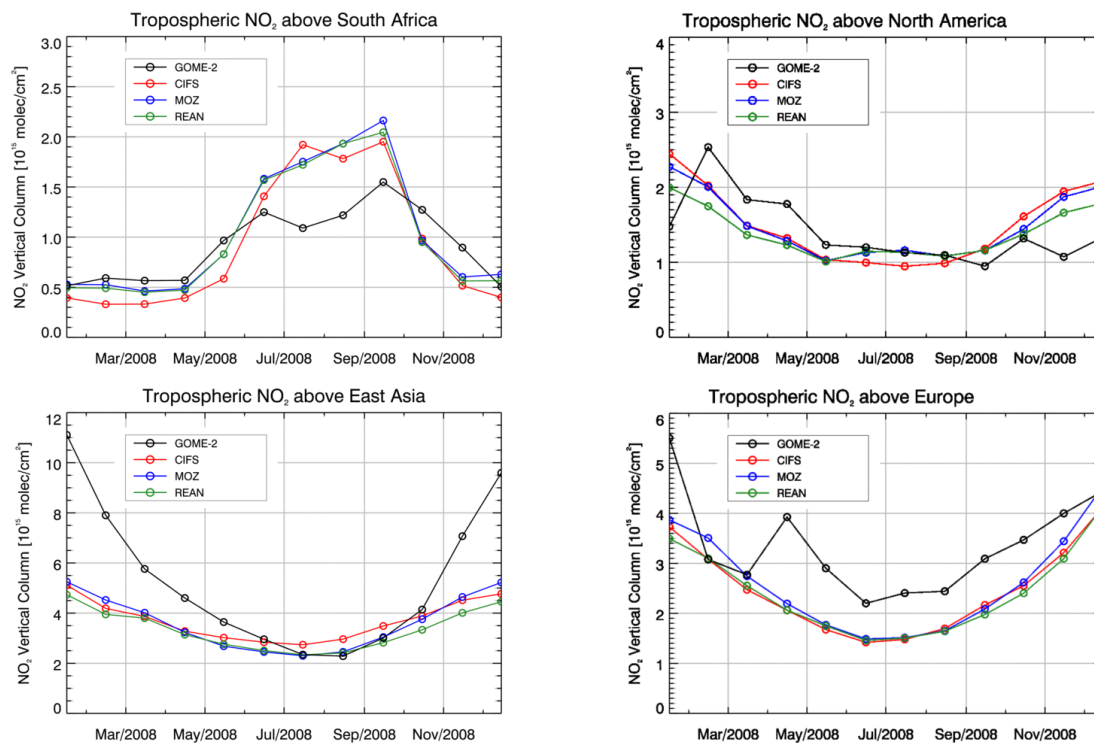 Tropospheric NO₂ above South Africa
NO₂ Vertical Column [10¹⁵ molec/cm²]
3.0
2.5
2.0
1.5
1.0
0.5
0.0
GOME-2
CIFS
MOZ
REAN
Mar/2008 May/2008 Jul/2008 Sep/2008 Nov/2008
Tropospheric NO₂ above North America
NO₂ Vertical Column [10¹⁵ molec/cm²]
4
3
2
1
0
GOME-2
CIFS
MOZ
REAN
Mar/2008 May/2008 Jul/2008 Sep/2008 Nov/2008
Tropospheric NO₂ above East Asia
NO₂ Vertical Column [10¹⁵ molec/cm²]
12
10
8
6
4
2
0
GOME-2
CIFS
MOZ
REAN
Mar/2008 May/2008 Jul/2008 Sep/2008 Nov/2008
Tropospheric NO₂ above Europe
NO₂ Vertical Column [10¹⁵ molec/cm²]
6
5
4
3
2
1
0
GOME-2
CIFS
MOZ
REAN
Mar/2008 May/2008 Jul/2008 Sep/2008 Nov/2008